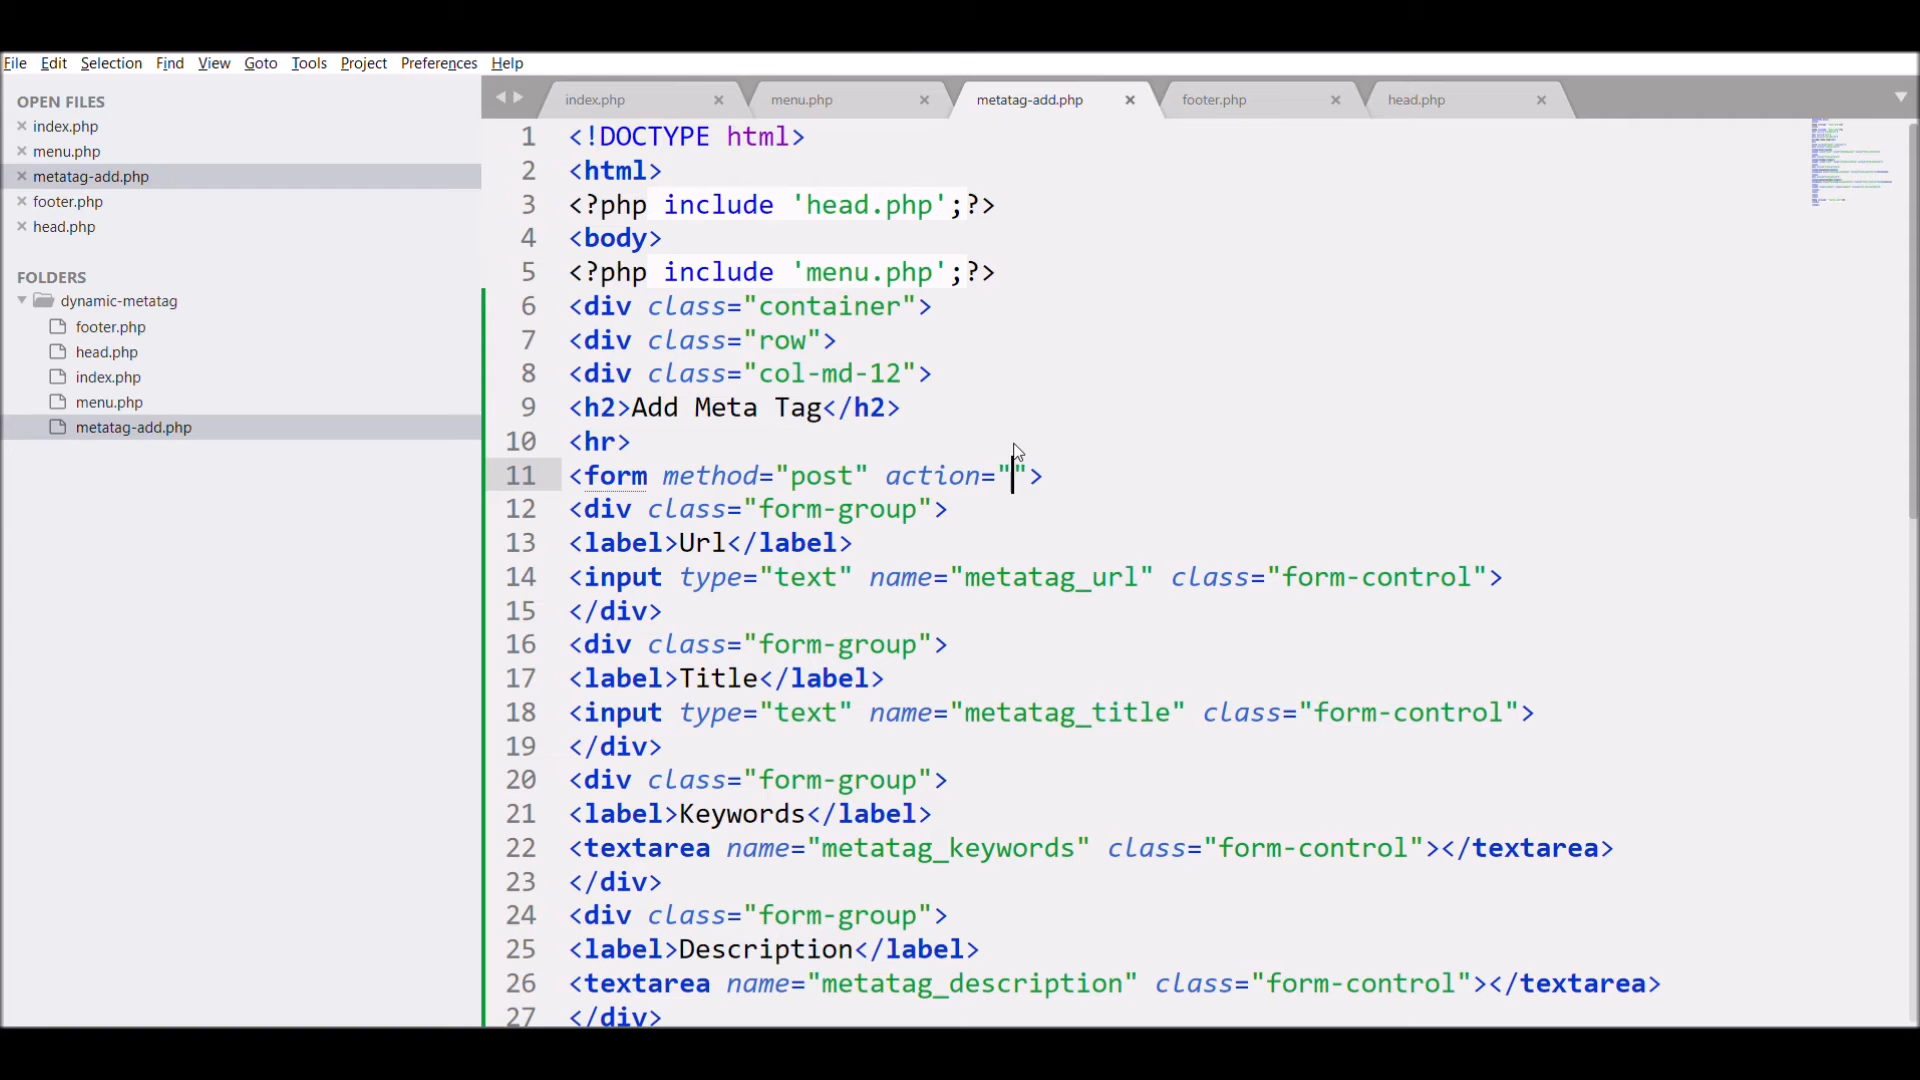 File Edit Selection Find View Goto Tools Project Preferences Help
OPEN FILES
index.php
menu.php
metatag-add.php
footer.php
head.php
FOLDERS
dynamic-metatag
footer.php
head.php
index.php
menu.php
metatag-add.php
index.php menu.php metatag-add.php footer.php head.php
1 <!DOCTYPE html>
2 <html>
3 <?php include 'head.php';?>
4 <body>
5 <?php include 'menu.php';?>
6 <div class="container">
7 <div class="row">
8 <div class="col-md-12">
9 <h2>Add Meta Tag</h2>
10 <hr>
11 <form method="post" action="">
12 <div class="form-group">
13 <label>Url</label>
14 <input type="text" name="metatag_url" class="form-control">
15 </div>
16 <div class="form-group">
17 <label>Title</label>
18 <input type="text" name="metatag_title" class="form-control">
19 </div>
20 <div class="form-group">
21 <label>Keywords</label>
22 <textarea name="metatag_keywords" class="form-control"></textarea>
23 </div>
24 <div class="form-group">
25 <label>Description</label>
26 <textarea name="metatag_description" class="form-control"></textarea>
27 </div>